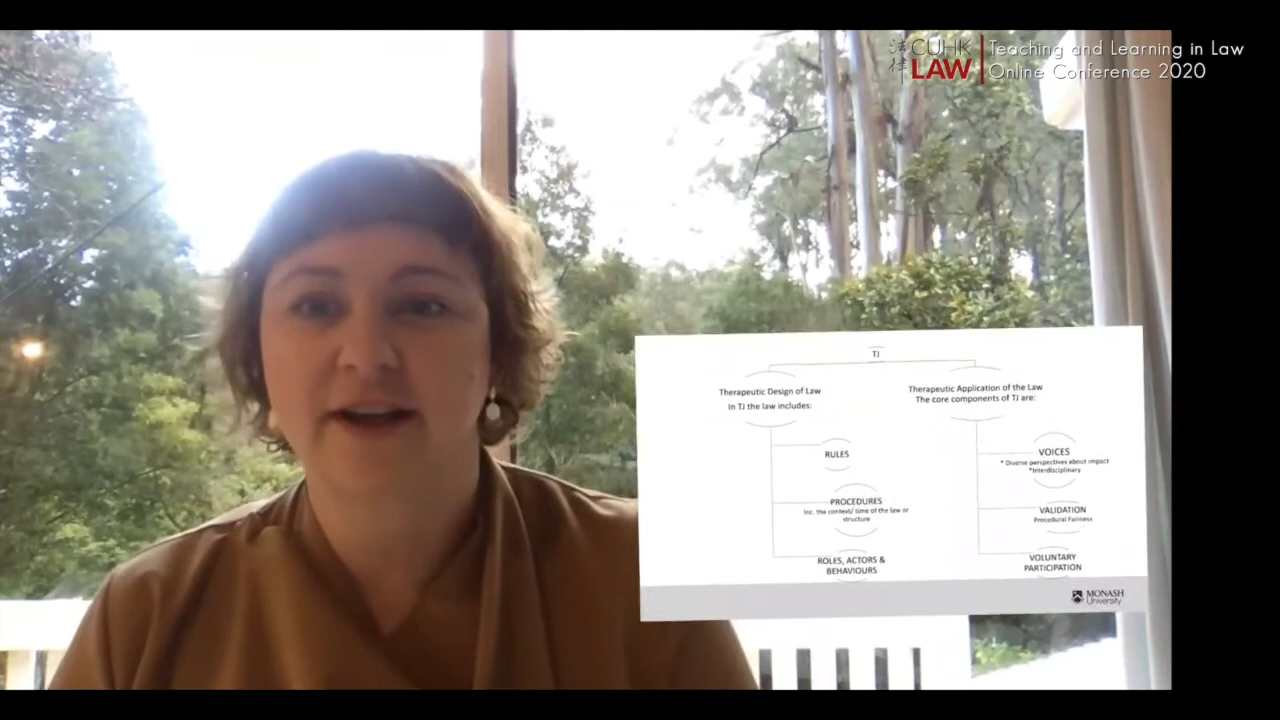 法律
CUHK
LAW
Teaching and Learning in Law
Online Conference 2020
TJ
Therapeutic Design of Law
In TJ the law includes:
RULES
PROCEDURES
Inc. the context/ time of the law or
structure
ROLES, ACTORS &
BEHAVIOURS
Therapeutic Application of the Law
The core components of TJ are:
VOICES
* Diverse perspectives about impact
*Interdisciplinary
VALIDATION
Procedural Fairness
VOLUNTARY
PARTICIPATION
MONASH
University